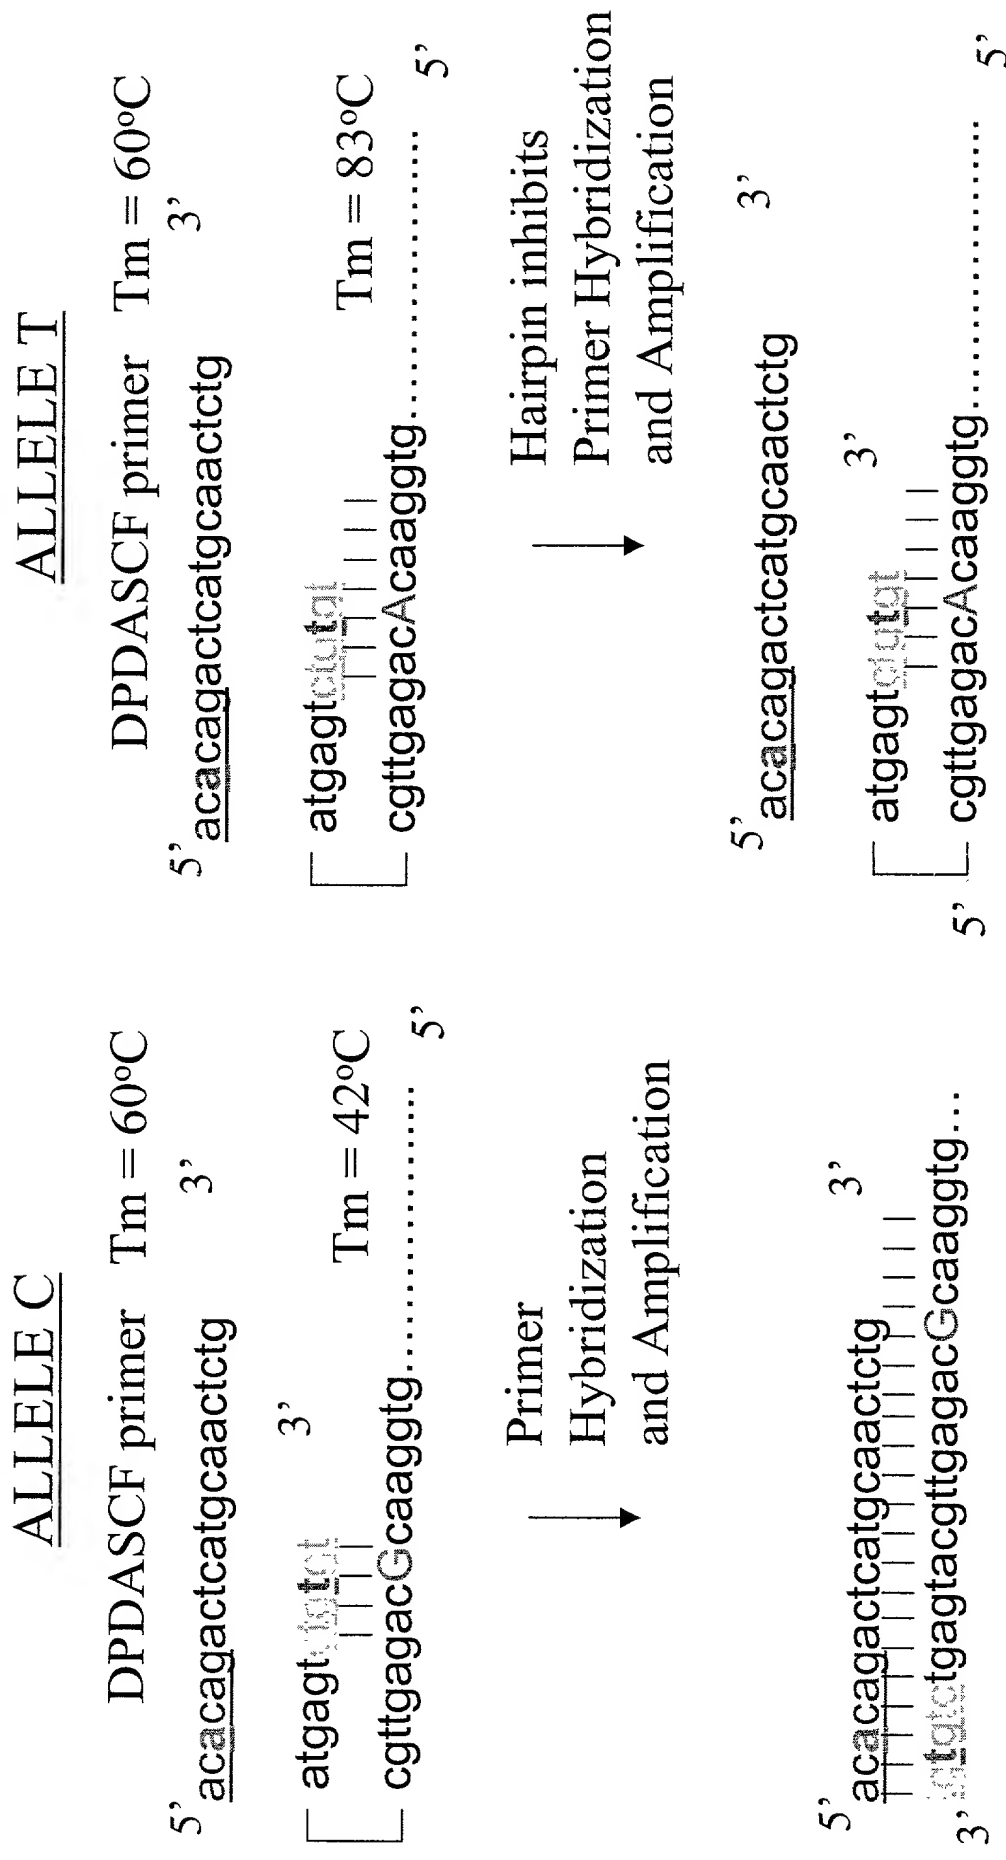 ALLELE C
DPDASCF primer Tm = 60°C
5’ 3’
acacagactcatgcaactctg
3’
atgagt
Tm = 42°C
cgttgagacGcaaggtg..................
5’
Primer
Hybridization
and Amplification
5’ 3’
acacagactcatgcaactctg
tgagtacgttgagacGcaaggtg...
3’
ALLELE T
DPDASCF primer Tm = 60°C
5’ 3’
acacagactcatgcaactctg
atgagtctgtgt
Tm = 83°C
cgttgagacAcaaggtg..................
5’
Hairpin inhibits
Primer Hybridization
and Amplification
5’ 3’
acacagactcatgcaactctg
3’
atgagtctgtgt
5’ cgttgagacAcaaggtg..................
5’